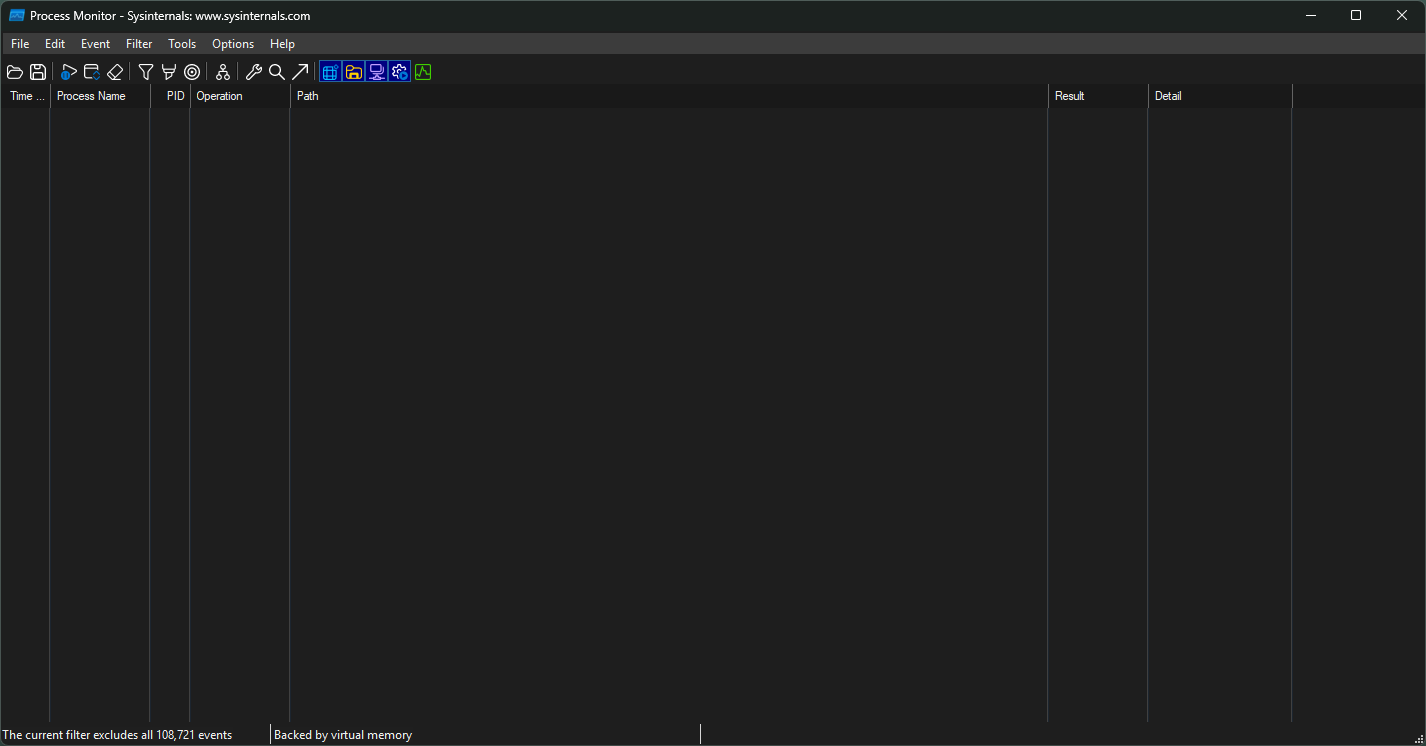 Process Monitor - Sysinternals: www.sysinternals.com
File Edit Event Filter Tools Options Help
Time ... Process Name PID Operation Path Result Detail
The current filter excludes all 108,721 events Backed by virtual memory